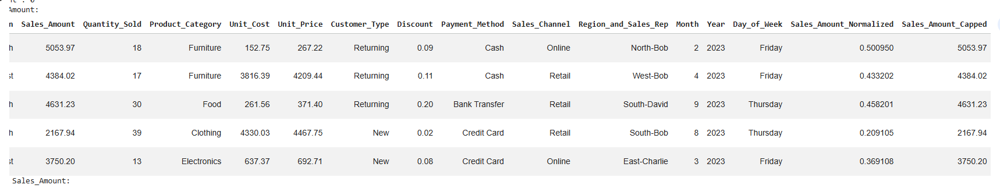 Amount:
n Sales_Amount Quantity_Sold Product_Category Unit_Cost Unit_Price Customer_Type Discount Payment_Method Sales_Channel Region_and_Sales_Rep Month Year Day_of_Week Sales_Amount_Normalized Sales_Amount_Capped
h 5053.97 18 Furniture 152.75 267.22 Returning 0.09 Cash Online North-Bob 2 2023 Friday 0.500950 5053.97
st 4384.02 17 Furniture 3816.39 4209.44 Returning 0.11 Cash Retail West-Bob 4 2023 Friday 0.433202 4384.02
h 4631.23 30 Food 261.56 371.40 Returning 0.20 Bank Transfer Retail South-David 9 2023 Thursday 0.458201 4631.23
h 2167.94 39 Clothing 4330.03 4467.75 New 0.02 Credit Card Retail South-Bob 8 2023 Thursday 0.209105 2167.94
st 3750.20 13 Electronics 637.37 692.71 New 0.08 Credit Card Online East-Charlie 3 2023 Friday 0.369108 3750.20
Sales_Amount: